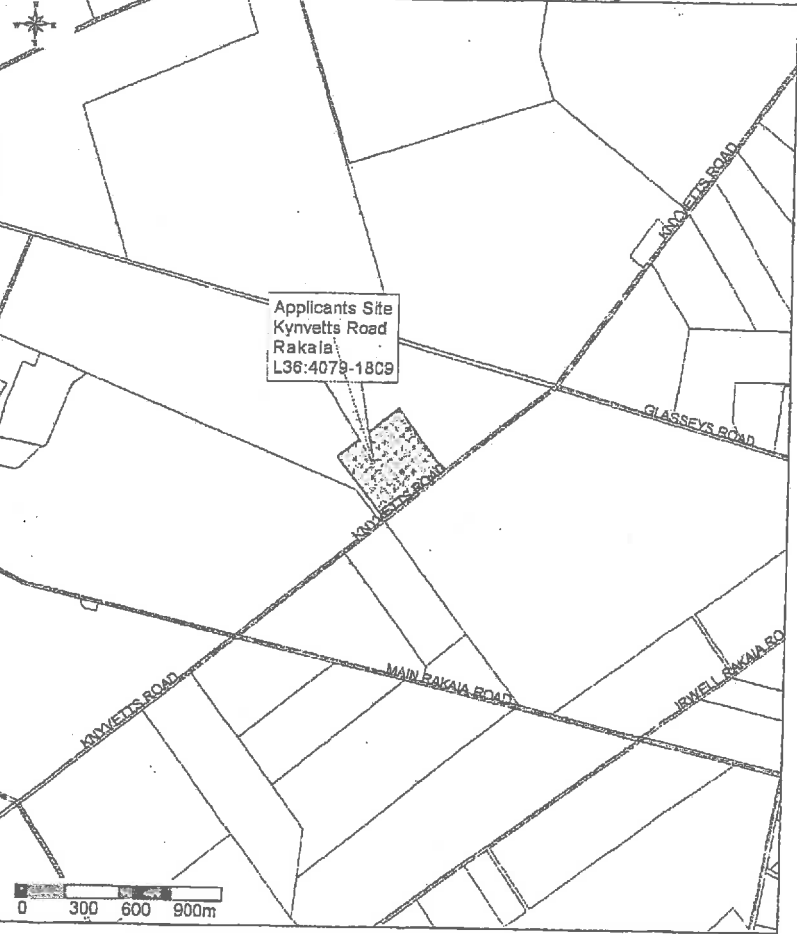 N
W E
S
KNYVETTS ROAD
Applicants Site
Kynvetts Road
Rakaia
L36:4079-1809
GLASSEYS ROAD
KNYVETTS ROAD
MAIN RAKAIA ROAD
IRWELL RAKAIA RO
KNYVETTS ROAD
0 300 600 900m